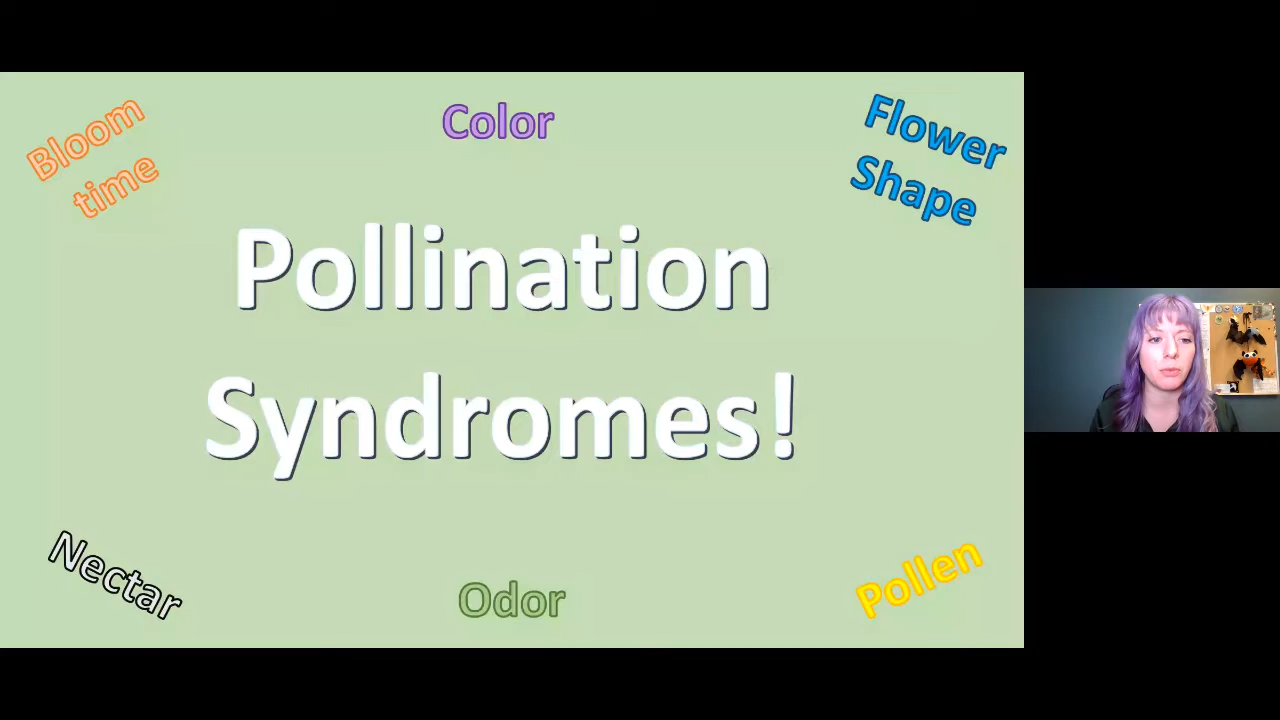 Bloom
time
Color
Flower
Shape
Pollination
Syndromes!
Nectar
Odor
Pollen